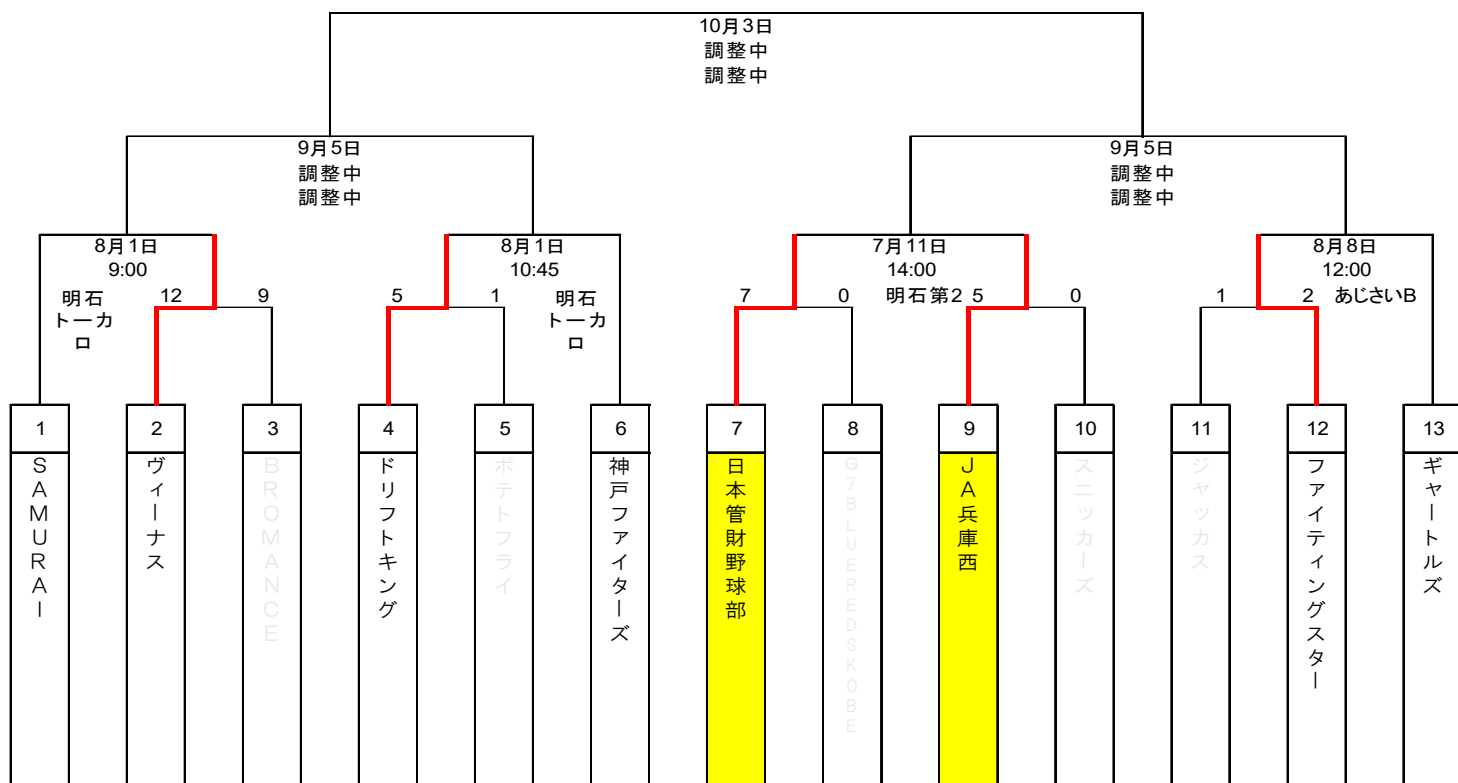 10月3日
調整中
調整中
9月5日
調整中
調整中
9月5日
調整中
調整中
8月1日
9:00
8月1日
10:45
7月11日
14:00
8月8日
12:00
明石
トーカ
ロ
12
9
5
1
明石
トーカ
ロ
7
0
明石第2
5
0
1
2
あじさいB
1
2
3
4
5
6
7
8
9
10
11
12
13
SAMURAI
ヴィーナス
BROMANCE
ドリフトキング
ポテトフライ
神戸ファイターズ
日本管財野球部
G7BLUEREDSKOBE
JA兵庫西
スニッカーズ
ジャッカス
ファイティングスター
ギャートルズ